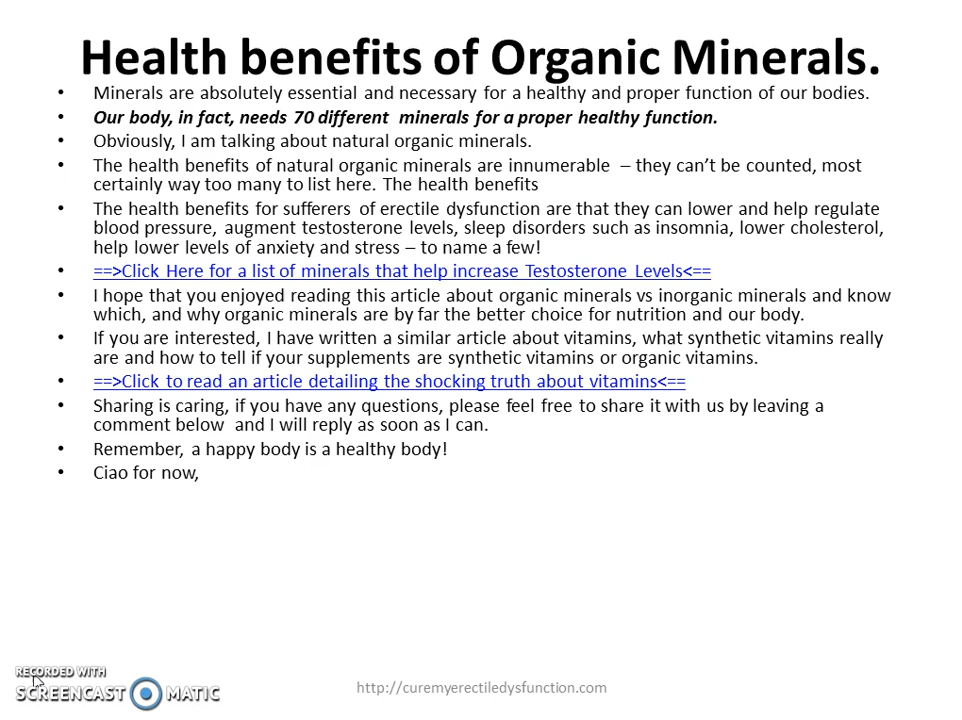 Health benefits of Organic Minerals.
• Minerals are absolutely essential and necessary for a healthy and proper function of our bodies.
• Our body, in fact, needs 70 different  minerals for a proper healthy function.
• Obviously, I am talking about natural organic minerals.
• The health benefits of natural organic minerals are innumerable  – they can't be counted, most
certainly way too many to list here. The health benefits
• The health benefits for sufferers  of erectile dysfunction are that they can lower and help regulate
blood pressure, augment testosterone levels, sleep disorders such as insomnia, lower cholesterol,
help lower levels of anxiety and stress – to name a few!
• ==>Click Here for a list of minerals that help increase Testosterone Levels<==
• I hope that you enjoyed reading this article about organic minerals vs inorganic minerals and know
which, and why organic minerals are by far the better choice for nutrition and our body.
• If you are interested, I have written a similar article about vitamins, what synthetic vitamins really
are and how to tell if your supplements are synthetic vitamins or organic vitamins.
• ==>Click to read an article detailing the shocking truth about vitamins<==
• Sharing is caring, if you have any questions, please feel free to share it with us by leaving a
comment below  and I will reply as soon as I can.
• Remember, a happy body is a healthy body!
• Ciao for now,
RECORDED WITH
SCREENCAST MATIC
http://curemyerectiledysfunction.com